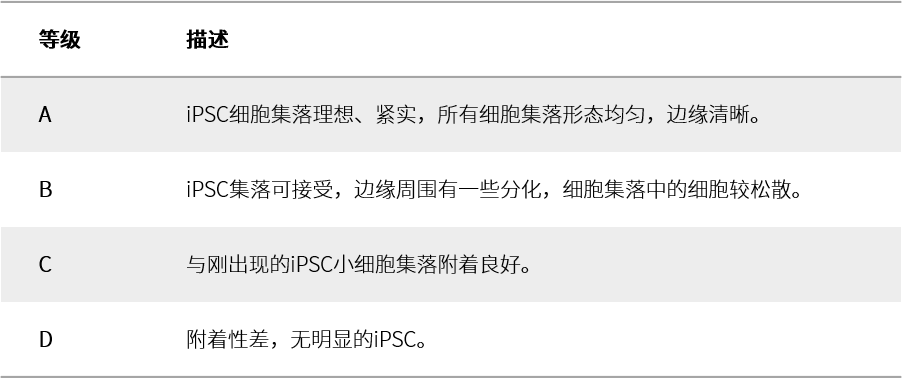 等级 描述
A iPSC细胞集落理想、紧实，所有细胞集落形态均匀，边缘清晰。
B iPSC集落可接受，边缘周围有一些分化，细胞集落中的细胞较松散。
C 与刚出现的iPSC小细胞集落附着良好。
D 附着性差，无明显的iPSC。